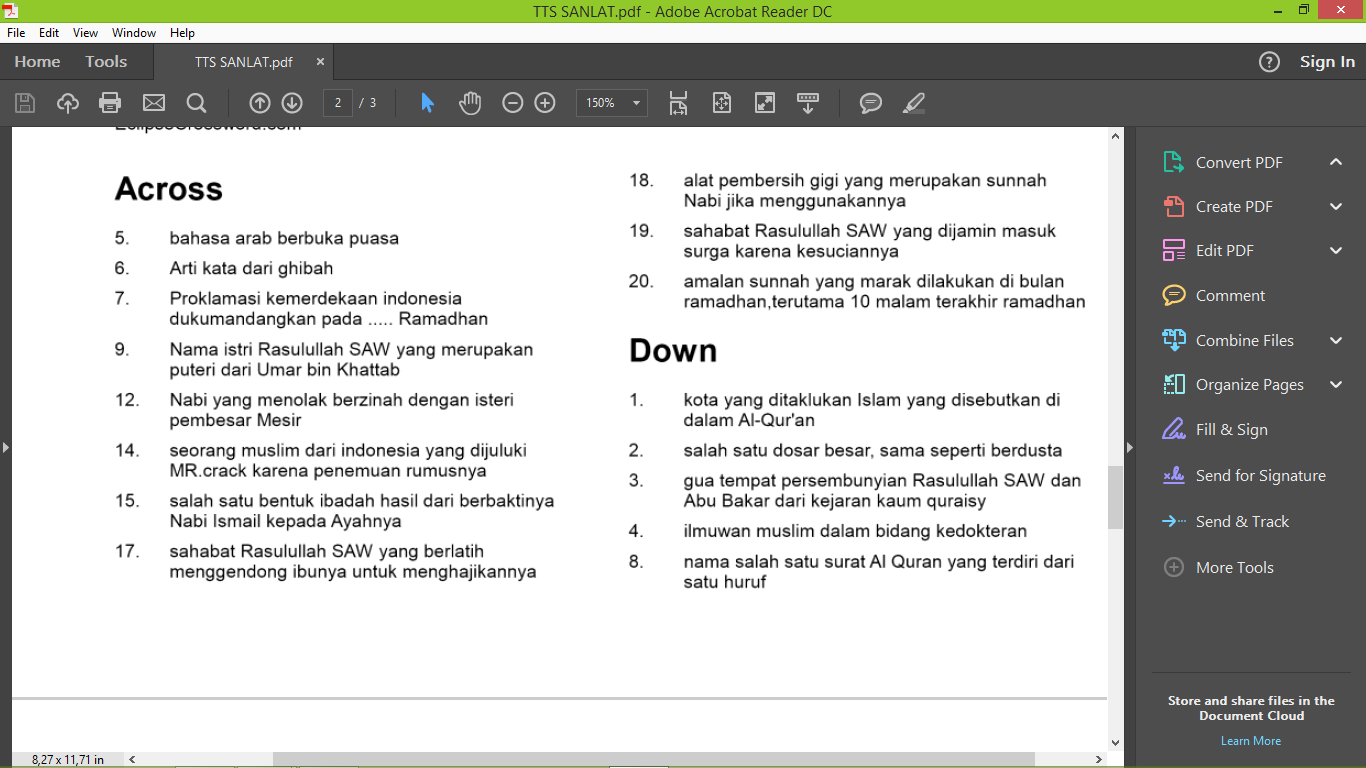 TTS SANLAT.pdf - Adobe Acrobat Reader DC
File Edit View Window Help
Home Tools TTS SANLAT.pdf × ? Sign In
2 / 3 150%
EclipseCrossword.com
Across
5. bahasa arab berbuka puasa
6. Arti kata dari ghibah
7. Proklamasi kemerdekaan indonesia
dukumandangkan pada ..... Ramadhan
9. Nama istri Rasulullah SAW yang merupakan
puteri dari Umar bin Khattab
12. Nabi yang menolak berzinah dengan isteri
pembesar Mesir
14. seorang muslim dari indonesia yang dijuluki
MR.crack karena penemuan rumusnya
15. salah satu bentuk ibadah hasil dari berbaktinya
Nabi Ismail kepada Ayahnya
17. sahabat Rasulullah SAW yang berlatih
menggendong ibunya untuk menghajikannya
18. alat pembersih gigi yang merupakan sunnah
Nabi jika menggunakannya
19. sahabat Rasulullah SAW yang dijamin masuk
surga karena kesuciannya
20. amalan sunnah yang marak dilakukan di bulan
ramadhan,terutama 10 malam terakhir ramadhan
Down
1. kota yang ditaklukan Islam yang disebutkan di
dalam Al-Qur'an
2. salah satu dosar besar, sama seperti berdusta
3. gua tempat persembunyian Rasulullah SAW dan
Abu Bakar dari kejaran kaum quraisy
4. ilmuwan muslim dalam bidang kedokteran
8. nama salah satu surat Al Quran yang terdiri dari
satu huruf
Convert PDF
Create PDF
Edit PDF
Comment
Combine Files
Organize Pages
Fill & Sign
Send for Signature
Send & Track
More Tools
Store and share files in the
Document Cloud
Learn More
8,27 x 11,71 in